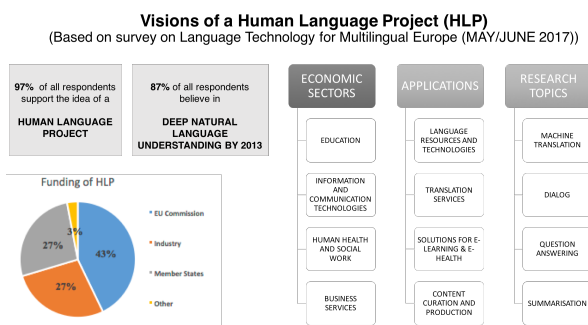 Visions of a Human Language Project (HLP)
(Based on survey on Language Technology for Multilingual Europe (MAY/JUNE 2017))
97% of all respondents
support the idea of a
HUMAN LANGUAGE
PROJECT
87% of all respondents
believe in
DEEP NATURAL
LANGUAGE
UNDERSTANDING BY 2013
Funding of HLP
43%
27%
27%
3%
EU Commission
Industry
Member States
Other
ECONOMIC
SECTORS
EDUCATION
INFORMATION
AND
COMMUNICATION
TECHNOLOGIES
HUMAN HEALTH
AND SOCIAL
WORK
BUSINESS
SERVICES
APPLICATIONS
LANGUAGE
RESOURCES AND
TECHNOLOGIES
TRANSLATION
SERVICES
SOLUTIONS FOR E-
LEARNING & E-
HEALTH
CONTENT
CURATION AND
PRODUCTION
RESEARCH
TOPICS
MACHINE
TRANSLATION
DIALOG
QUESTION
ANSWERING
SUMMARISATION